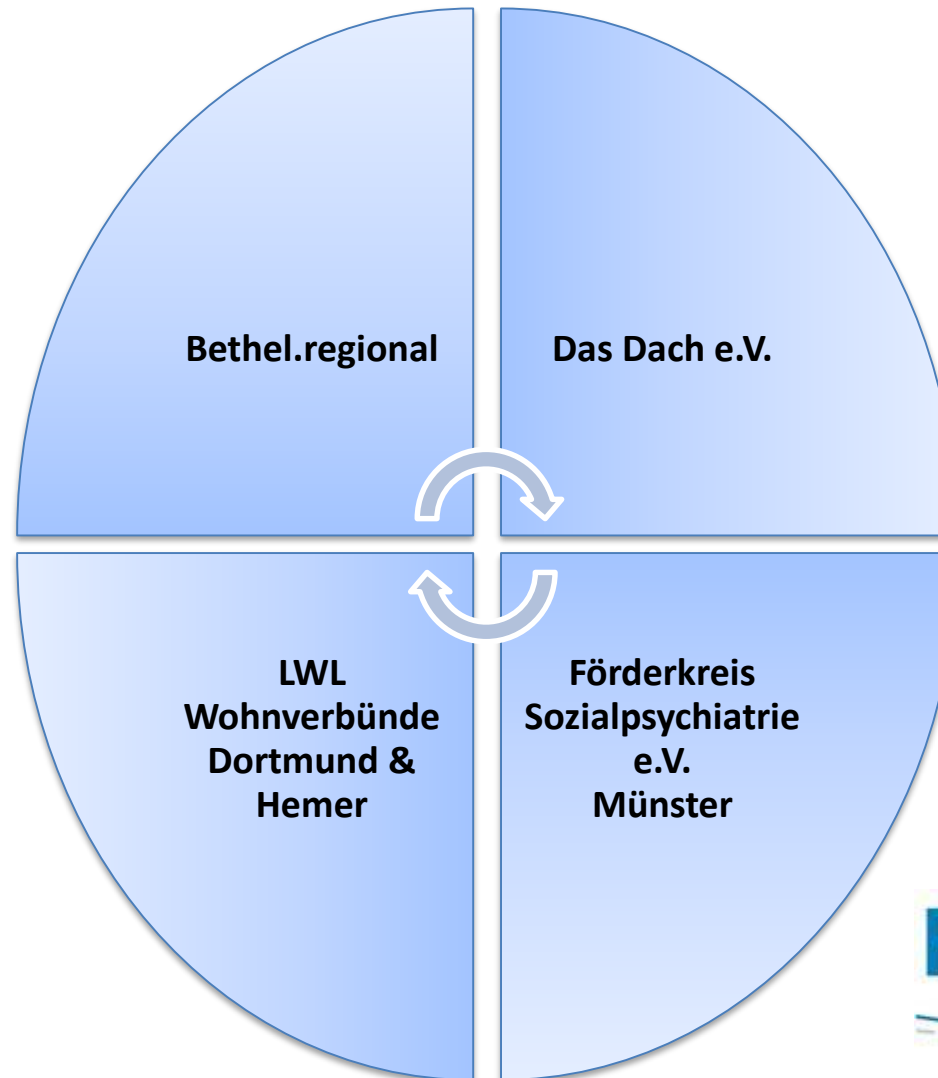 Bethel.regional
Das Dach e.V.
LWL
Wohnverbünde
Dortmund &
Hemer
Förderkreis
Sozialpsychiatrie
e.V.
Münster